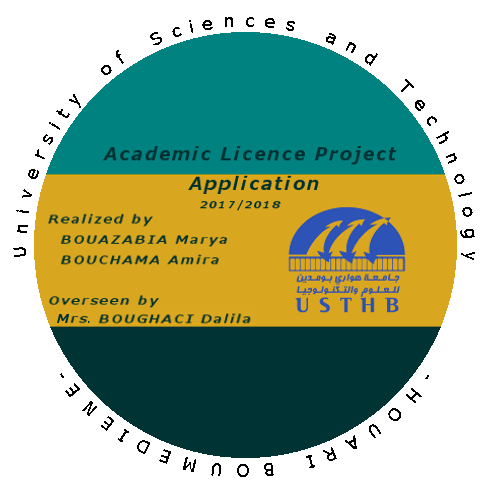 University of Sciences and Technology
Academic Licence Project
Application
2017/2018
Realized by
BOUAZABIA Marya
BOUCHAMA Amira
Overseen by
Mrs. BOUGHACI Dalila
جامعة هواري بومدين
للعلوم والتكنولوجيا
USTHB
-HOUARI BOUMEDIENE-